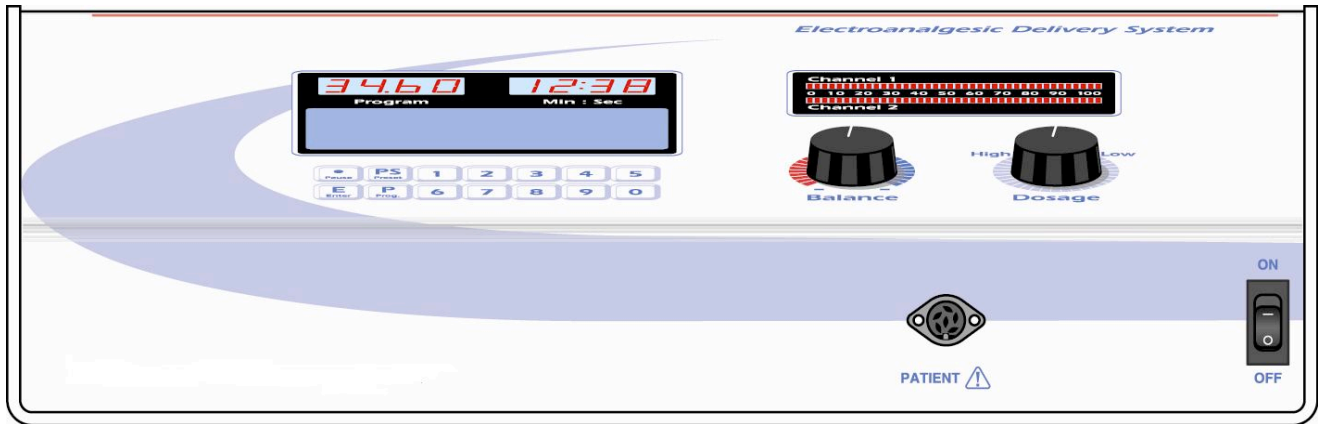 Electroanalgesic Delivery System
34.60 12:38
Program Min : Sec
Channel 1
0 10 20 30 40 50 60 70 80 90 100
Channel 2
Pause PS Preset 1 2 3 4 5
E Enter P Prog. 6 7 8 9 0
High Low
Balance Dosage
ON
PATIENT
OFF